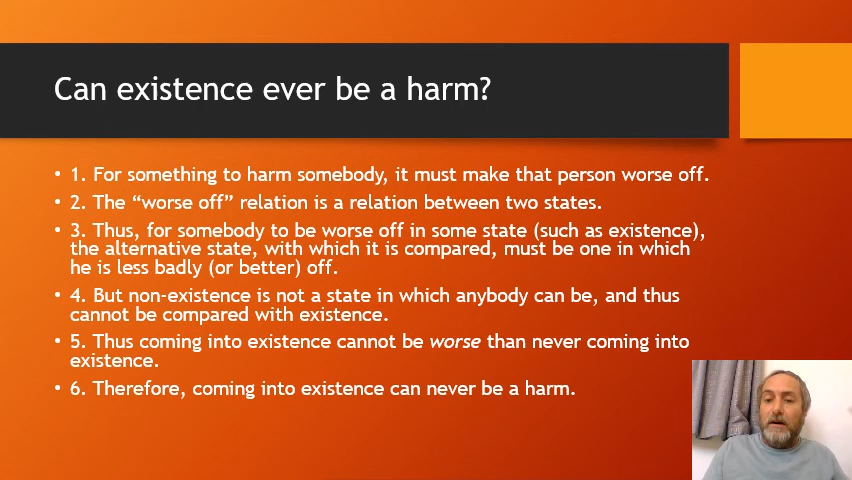 Can existence ever be a harm?
• 1. For something to harm somebody, it must make that person worse off.
• 2. The “worse off” relation is a relation between two states.
• 3. Thus, for somebody to be worse off in some state (such as existence),
the alternative state, with which it is compared, must be one in which
he is less badly (or better) off.
• 4. But non-existence is not a state in which anybody can be, and thus
cannot be compared with existence.
• 5. Thus coming into existence cannot be worse than never coming into
existence.
• 6. Therefore, coming into existence can never be a harm.